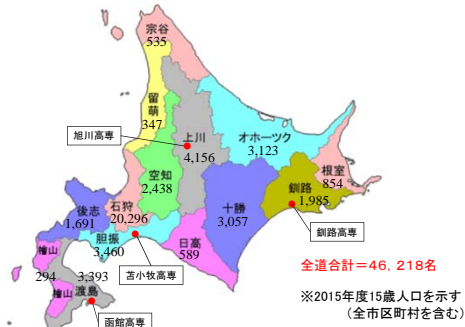 宗谷
535
留萌
347
旭川高専
上川
4,156
オホーツク
3,123
空知
2,438
根室
854
釧路
1,985
石狩
20,296
後志
1,691
十勝
3,057
胆振
3,460
日高
589
釧路高専
苫小牧高専
檜山
294
渡島
3,393
檜山
函館高専
全道合計=46, 218名
※2015年度15歳人口を示す
(全市区町村を含む)